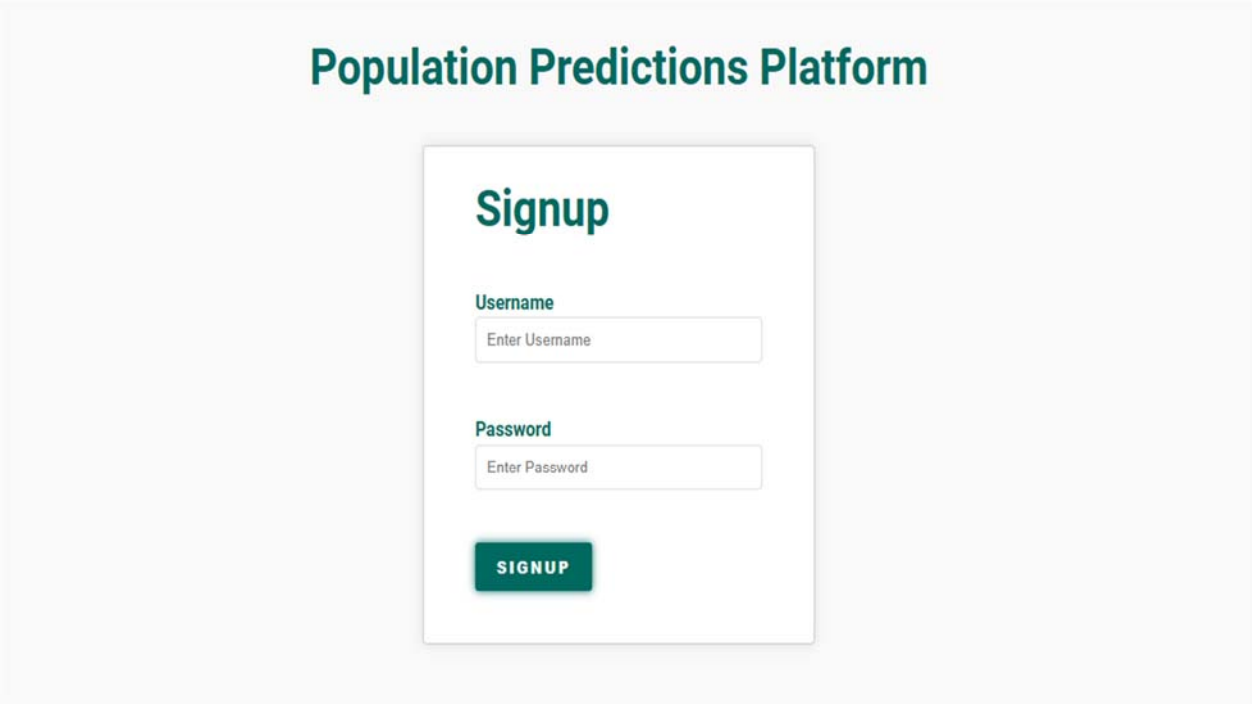 Population Predictions Platform
Signup
Username
Enter Username
Password
Enter Password
SIGNUP